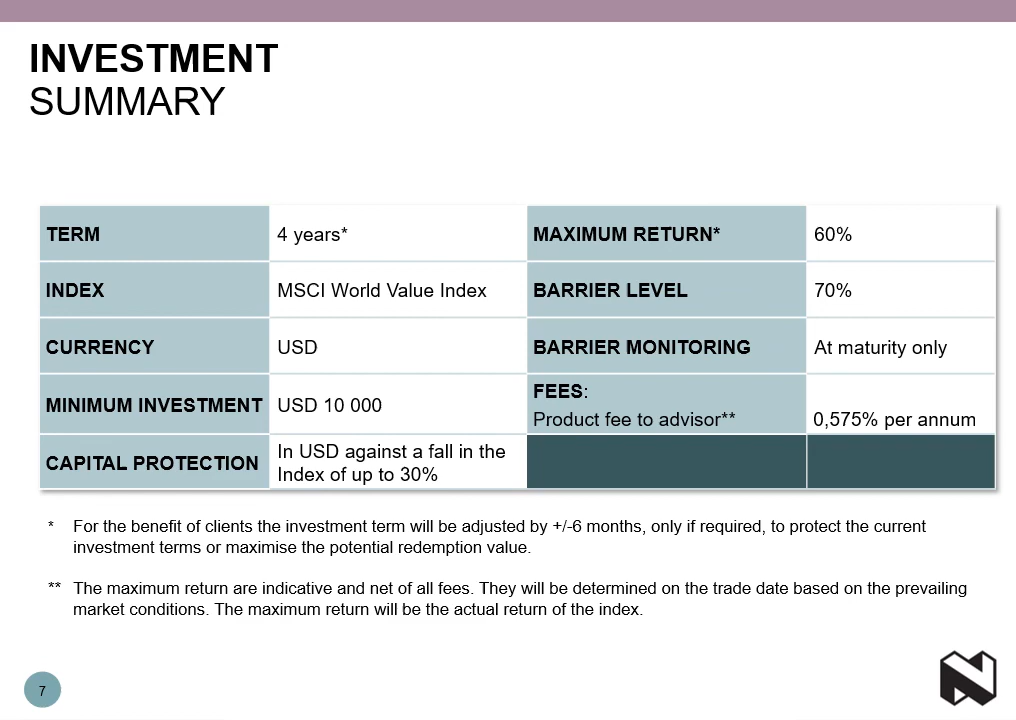 INVESTMENT
SUMMARY
TERM
4 years*
MAXIMUM RETURN*
60%
INDEX
MSCI World Value Index
BARRIER LEVEL
70%
CURRENCY
USD
BARRIER MONITORING
At maturity only
MINIMUM INVESTMENT
USD 10 000
FEES:
Product fee to advisor**
0,575% per annum
CAPITAL PROTECTION
In USD against a fall in the
Index of up to 30%
* For the benefit of clients the investment term will be adjusted by +/-6 months, only if required, to protect the current
investment terms or maximise the potential redemption value.
** The maximum return are indicative and net of all fees. They will be determined on the trade date based on the prevailing
market conditions. The maximum return will be the actual return of the index.
7